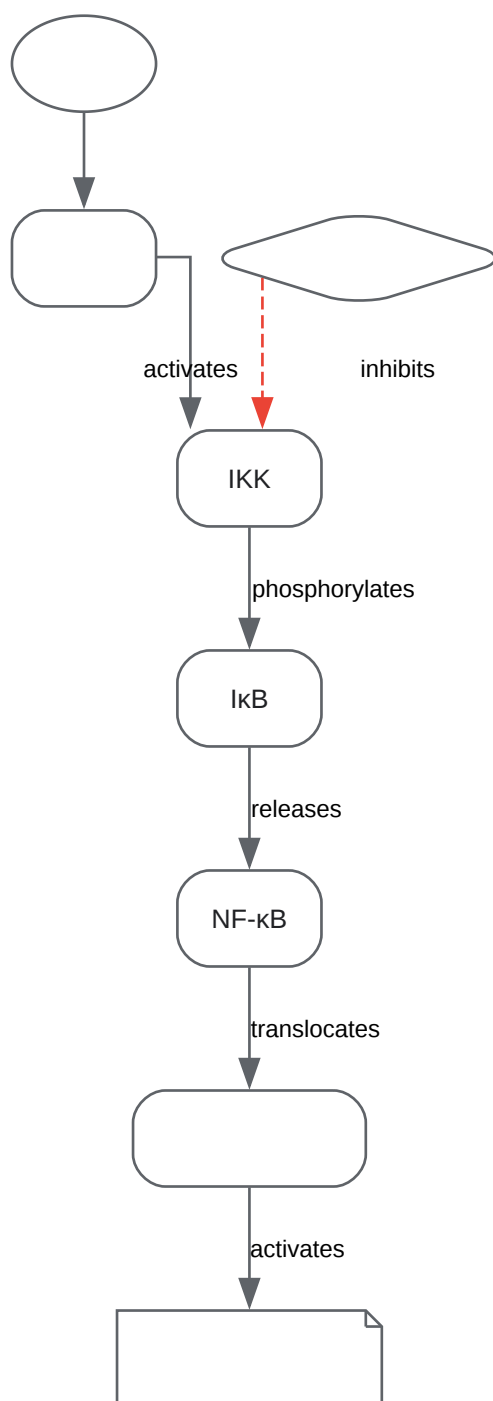 activates
inhibits
IKK
phosphorylates
IκB
releases
NF-κB
translocates
activates